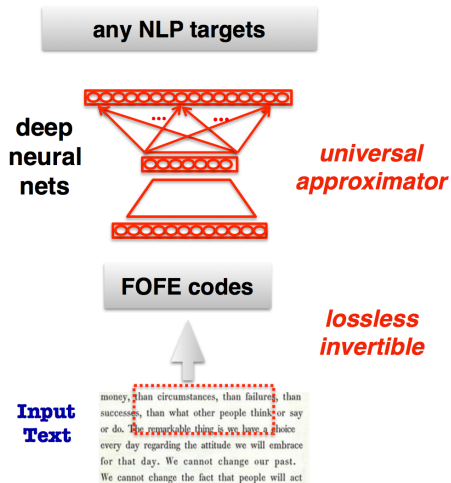 any NLP targets
... ...
deep
neural
nets
universal
approximator
FOFE codes
lossless
invertible
Input
Text
money, than circumstances, than failures, than
successes, than what other people think or say
or do. The remarkable thing is we have a choice
every day regarding the attitude we will embrace
for that day. We cannot change our past.
We cannot change the fact that people will act